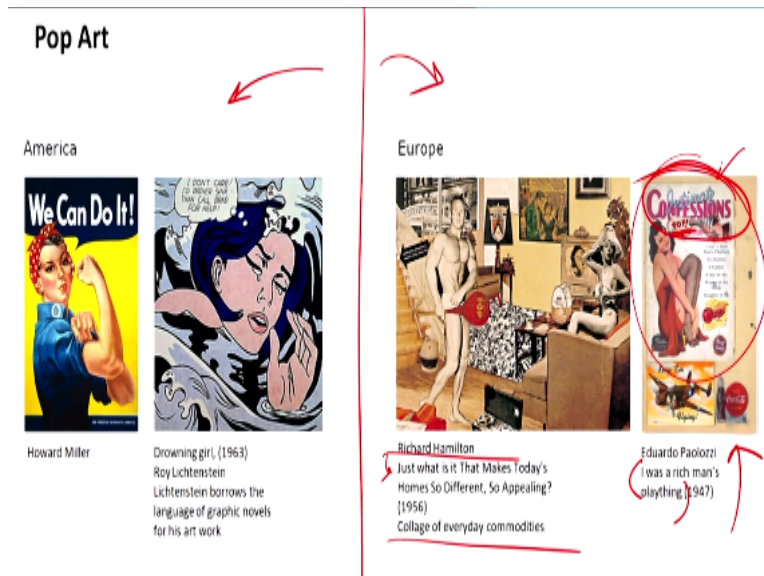 Pop Art
America
Europe
We Can Do It!
I DON'T CARE!
I'D RATHER SINK
THAN CALL BRAD
FOR HELP!
Intimate
CONFESSIONS
Howard Miller
Drowning girl, (1963)
Roy Lichtenstein
Lichtenstein borrows the
language of graphic novels
for his art work
Richard Hamilton
Just what is it That Makes Today's
Homes So Different, So Appealing?
(1956)
Collage of everyday commodities
Eduardo Paolozzi
I was a rich man's
plaything (1947)